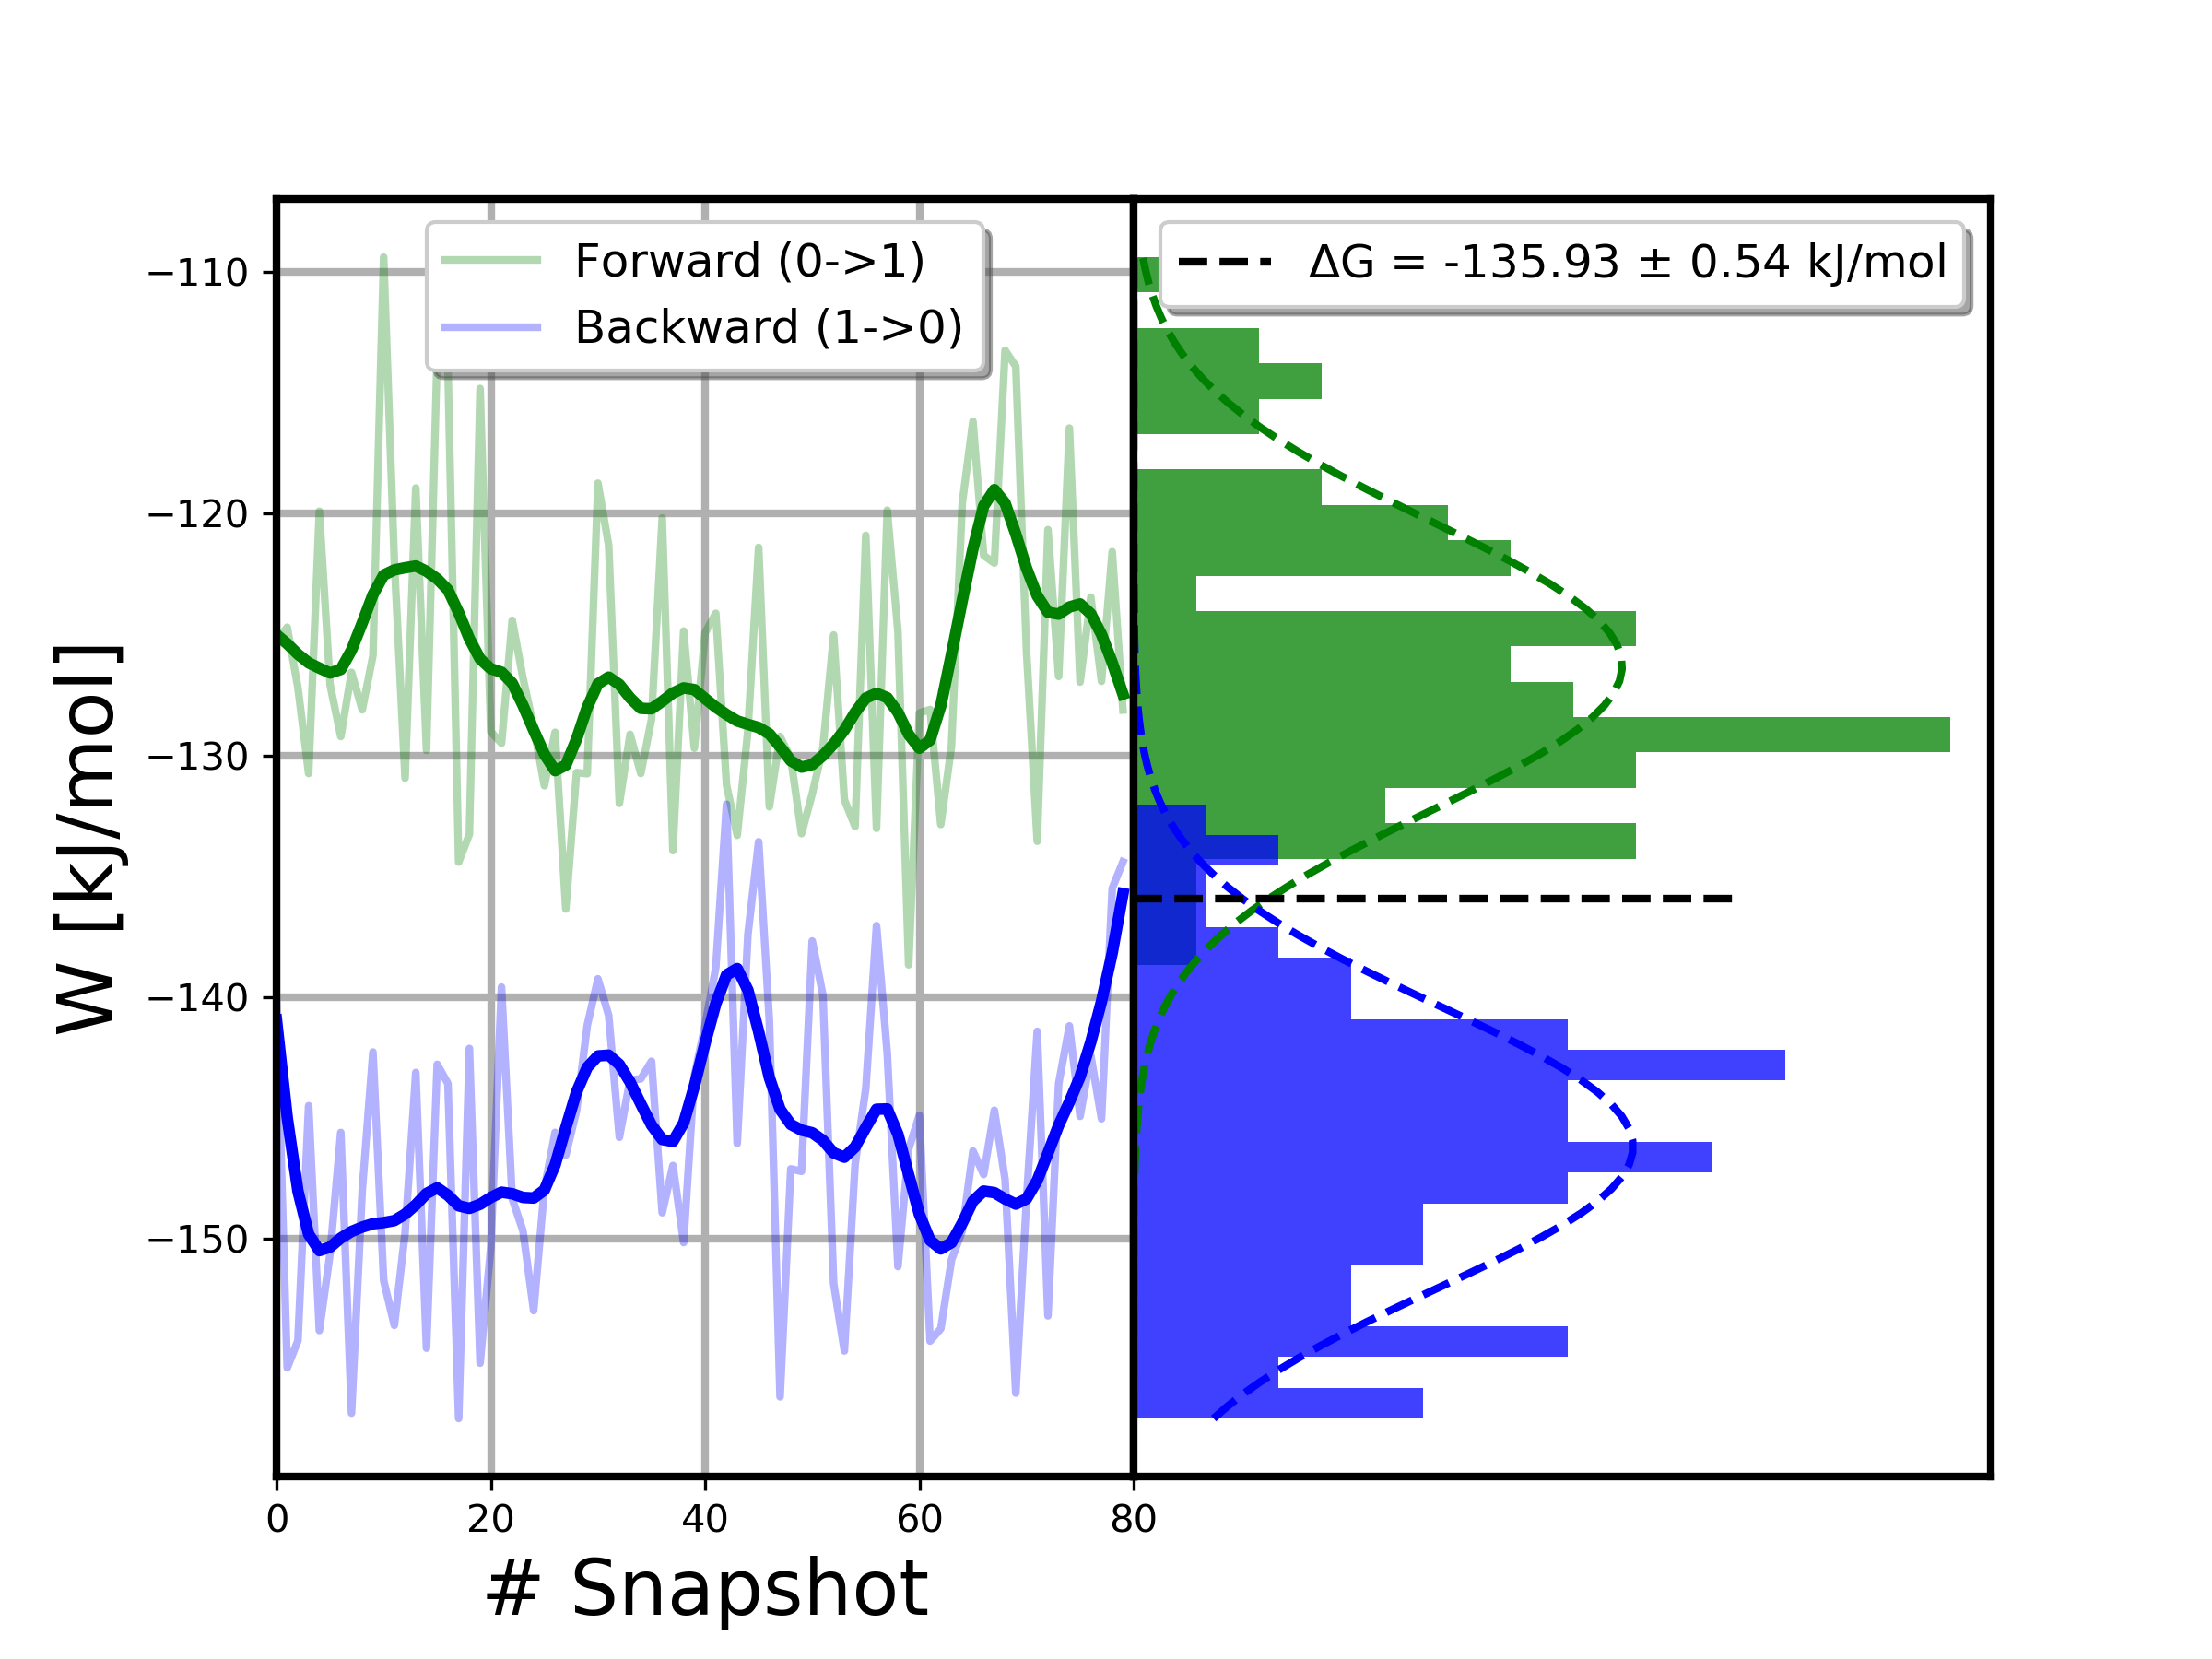 Forward (0->1)
Backward (1->0)
ΔG = -135.93 ± 0.54 kJ/mol
−110
−120
−130
−140
−150
W [kJ/mol]
0 20 40 60 80
# Snapshot